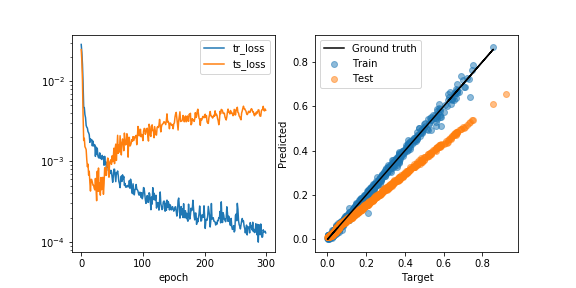 tr_loss
ts_loss
10⁻²
10⁻³
10⁻⁴
0
100
200
300
epoch
Ground truth
Train
Test
0.8
0.6
0.4
0.2
0.0
Predicted
0.0
0.2
0.4
0.6
0.8
Target